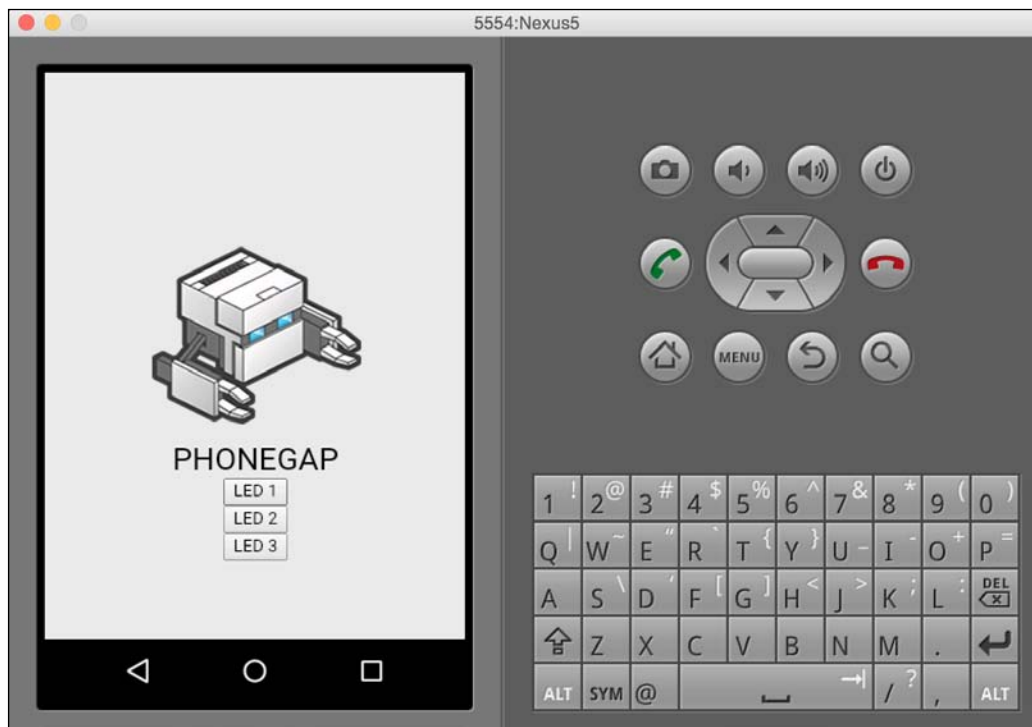 5554:Nexus5
PHONEGAP
LED 1
LED 2
LED 3
MENU
1 ! 2 @ 3 # 4 $ 5 % 6 ^ 7 & 8 * 9 ( 0 )
Q | W ~ E " R ` T { Y } U _ I - O + P =
A S \ D ' F [ G ] H < J > K ; L : DEL
Z X C V B N M .
ALT SYM @ / ? , ALT